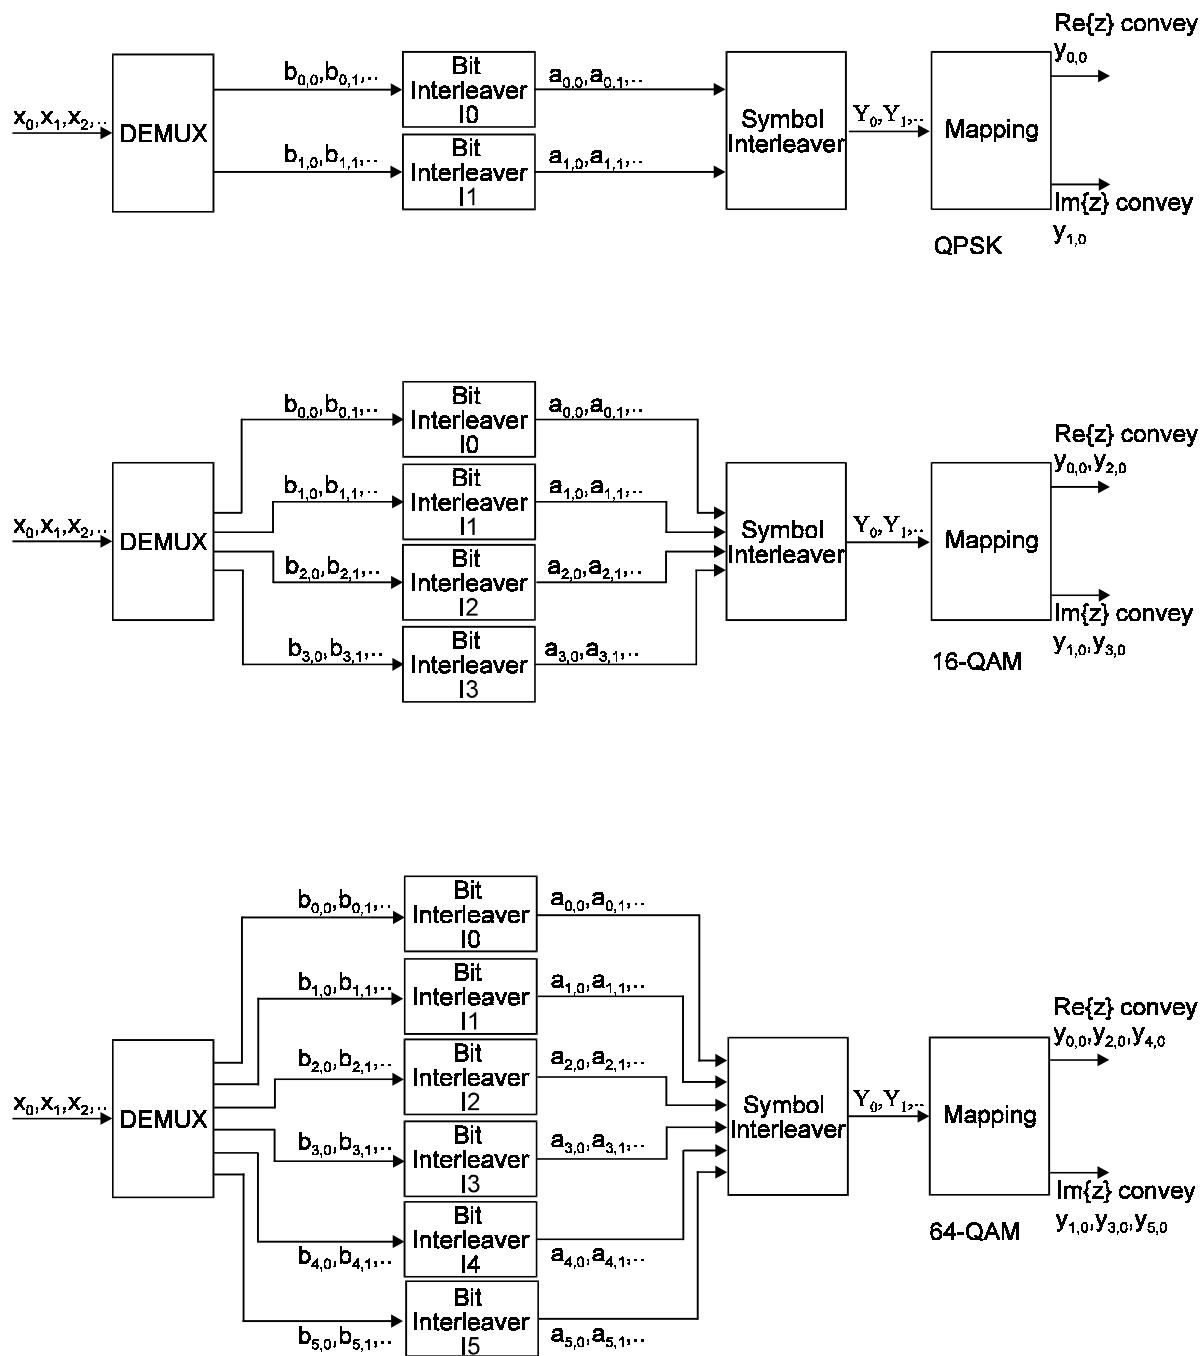 Re{z} convey
y0,0
x0,x1,x2,..
DEMUX
b0,0,b0,1,..
Bit
Interleaver
I0
a0,0,a0,1,..
b1,0,b1,1,..
Bit
Interleaver
I1
a1,0,a1,1,..
Symbol
Interleaver
Y0,Y1,..
Mapping
Im{z} convey
y1,0
QPSK
Re{z} convey
y0,0,y2,0
x0,x1,x2,..
DEMUX
b0,0,b0,1,..
Bit
Interleaver
I0
a0,0,a0,1,..
b1,0,b1,1,..
Bit
Interleaver
I1
a1,0,a1,1,..
b2,0,b2,1,..
Bit
Interleaver
I2
a2,0,a2,1,..
b3,0,b3,1,..
Bit
Interleaver
I3
a3,0,a3,1,..
Symbol
Interleaver
Y0,Y1,..
Mapping
Im{z} convey
y1,0,y3,0
16-QAM
Re{z} convey
y0,0,y2,0,y4,0
x0,x1,x2,..
DEMUX
b0,0,b0,1,..
Bit
Interleaver
I0
a0,0,a0,1,..
b1,0,b1,1,..
Bit
Interleaver
I1
a1,0,a1,1,..
b2,0,b2,1,..
Bit
Interleaver
I2
a2,0,a2,1,..
b3,0,b3,1,..
Bit
Interleaver
I3
a3,0,a3,1,..
b4,0,b4,1,..
Bit
Interleaver
I4
a4,0,a4,1,..
b5,0,b5,1,..
Bit
Interleaver
I5
a5,0,a5,1,..
Symbol
Interleaver
Y0,Y1,..
Mapping
Im{z} convey
y1,0,y3,0,y5,0
64-QAM